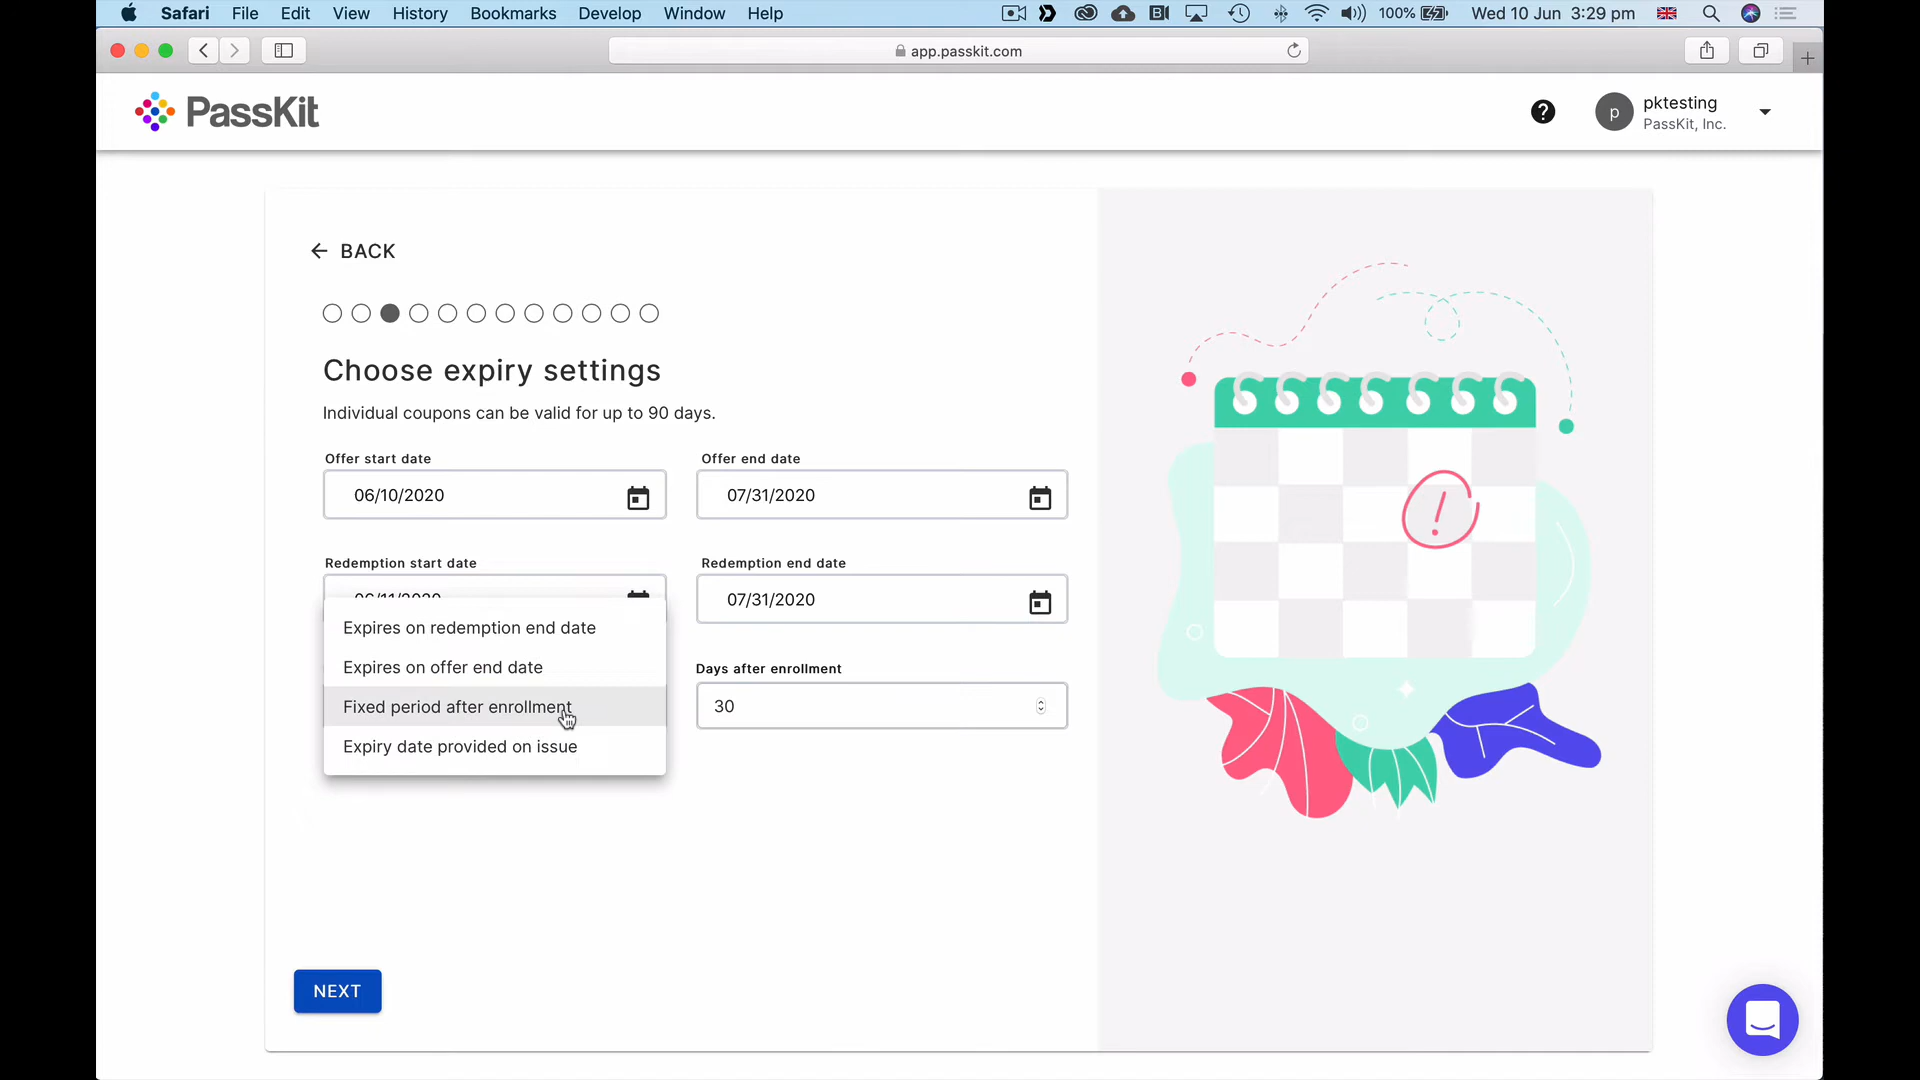 Safari File Edit View History Bookmarks Develop Window Help 100% Wed 10 Jun 3:29 pm
app.passkit.com
PassKit
? p pktesting
PassKit, Inc.
← BACK
Choose expiry settings
Individual coupons can be valid for up to 90 days.
Offer start date Offer end date
06/10/2020 07/31/2020
Redemption start date Redemption end date
06/11/2020 07/31/2020
Expires on redemption end date
Expires on offer end date
Days after enrollment
Fixed period after enrollment
30
Expiry date provided on issue
!
NEXT